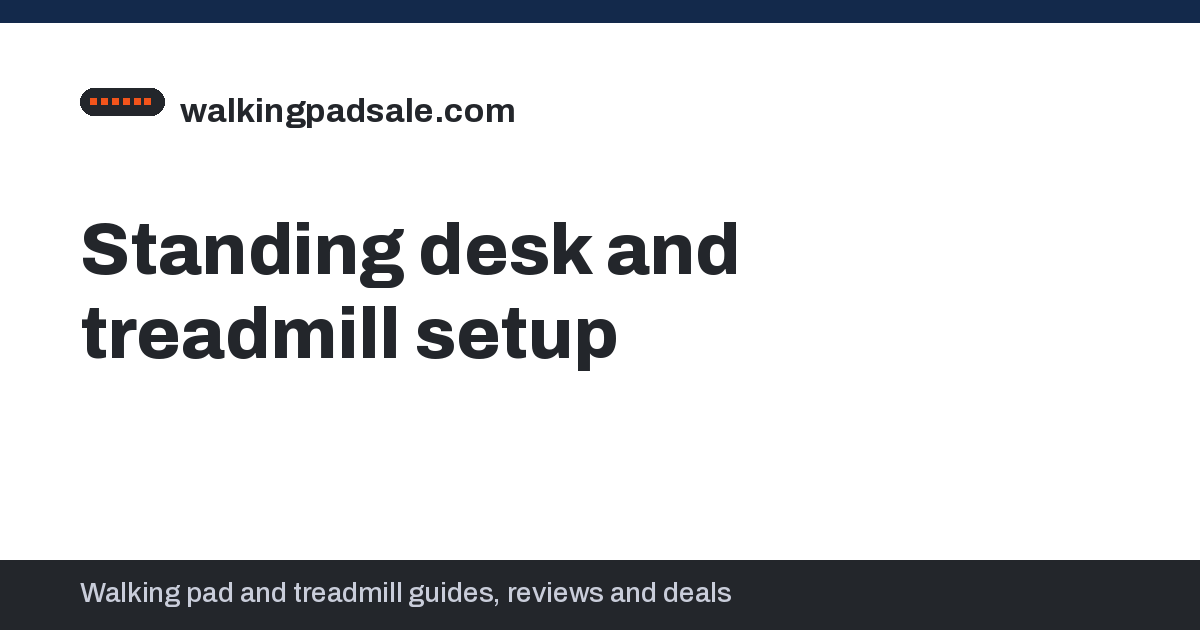 walkingpadsale.com
Standing desk and
treadmill setup
Walking pad and treadmill guides, reviews and deals